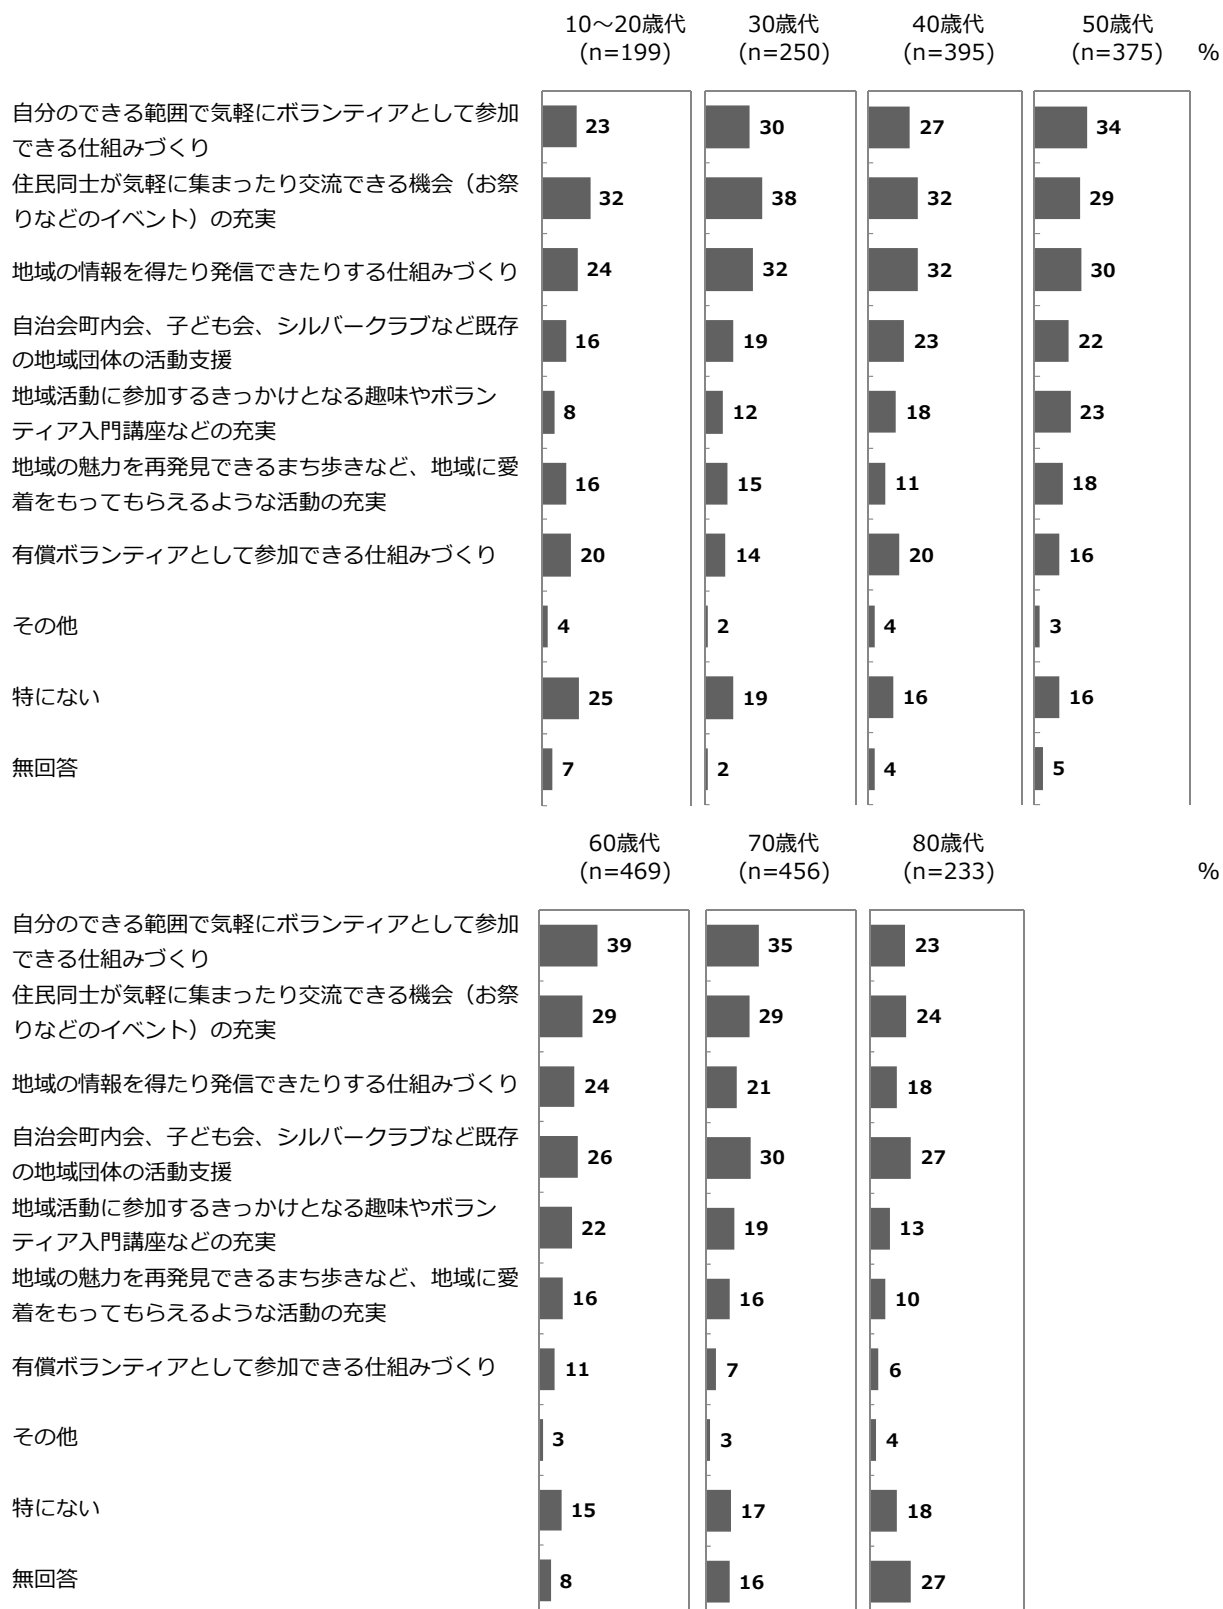 10～20歳代 30歳代 40歳代 50歳代
(n=199) (n=250) (n=395) (n=375) %
自分のできる範囲で気軽にボランティアとして参加
できる仕組みづくり
23 30 27 34
住民同士が気軽に集まったり交流できる機会（お祭
りなどのイベント）の充実
32 38 32 29
地域の情報を得たり発信できたりする仕組みづくり
24 32 32 30
自治会町内会、子ども会、シルバークラブなど既存
の地域団体の活動支援
16 19 23 22
地域活動に参加するきっかけとなる趣味やボラン
ティア入門講座などの充実
8 12 18 23
地域の魅力を再発見できるまち歩きなど、地域に愛
着をもってもらえるような活動の充実
16 15 11 18
有償ボランティアとして参加できる仕組みづくり
20 14 20 16
その他
4 2 4 3
特にない
25 19 16 16
無回答
7 2 4 5
60歳代 70歳代 80歳代
(n=469) (n=456) (n=233) %
自分のできる範囲で気軽にボランティアとして参加
できる仕組みづくり
39 35 23
住民同士が気軽に集まったり交流できる機会（お祭
りなどのイベント）の充実
29 29 24
地域の情報を得たり発信できたりする仕組みづくり
24 21 18
自治会町内会、子ども会、シルバークラブなど既存
の地域団体の活動支援
26 30 27
地域活動に参加するきっかけとなる趣味やボラン
ティア入門講座などの充実
22 19 13
地域の魅力を再発見できるまち歩きなど、地域に愛
着をもってもらえるような活動の充実
16 16 10
有償ボランティアとして参加できる仕組みづくり
11 7 6
その他
3 3 4
特にない
15 17 18
無回答
8 16 27